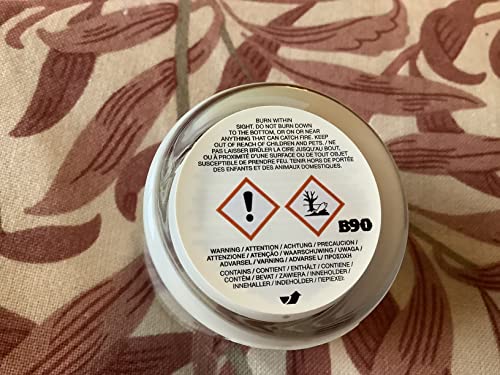 BURN WITHIN
SIGHT. DO NOT BURN DOWN
TO THE BOTTOM, OR ON OR NEAR
ANYTHING THAT CAN CATCH FIRE. KEEP
OUT OF REACH OF CHILDREN AND PETS. / NE
PAS LAISSER BRÛLER LA CIRE JUSQU'AU BOUT,
OU À PROXIMITÉ D'UNE SURFACE OU DE TOUT OBJET
SUSCEPTIBLE DE PRENDRE FEU. TENIR HORS DE PORTÉE
DES ENFANTS ET DES ANIMAUX DOMESTIQUES.
B90
WARNING / ATTENTION / ACHTUNG / PRECAUCION /
ATTENZIONE / ATENÇÃO / WAARSCHUWING / UWAGA /
ADVARSEL / VARNING / ADVARSEL / ΠΡΟΣΟΧΗ
CONTAINS / CONTIENT / ENTHÄLT / CONTIENE /
CONTÉM / BEVAT / ZAWIERA / INNEHOLDER /
INNEHALLER / INDEHOLDER / ΠΕΡΙΕΧΕΙ: